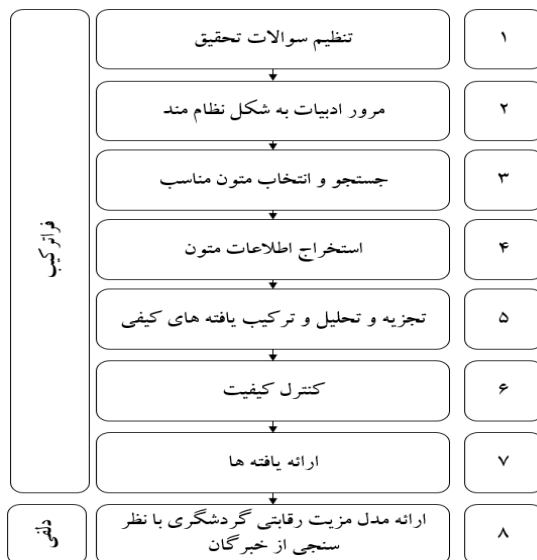 ۱
تنظیم سوالات تحقیق
۲
مرور ادبیات به شکل نظام مند
۳
جستجو و انتخاب متون مناسب
۴
استخراج اطلاعات متون
۵
تجزیه و تحلیل و ترکیب یافته های کیفی
۶
کنترل کیفیت
۷
ارائه یافته ها
فراترکیب
۸
ارائه مدل مزیت رقابتی گردشگری با نظر
سنجی از خبرگان
دلفی